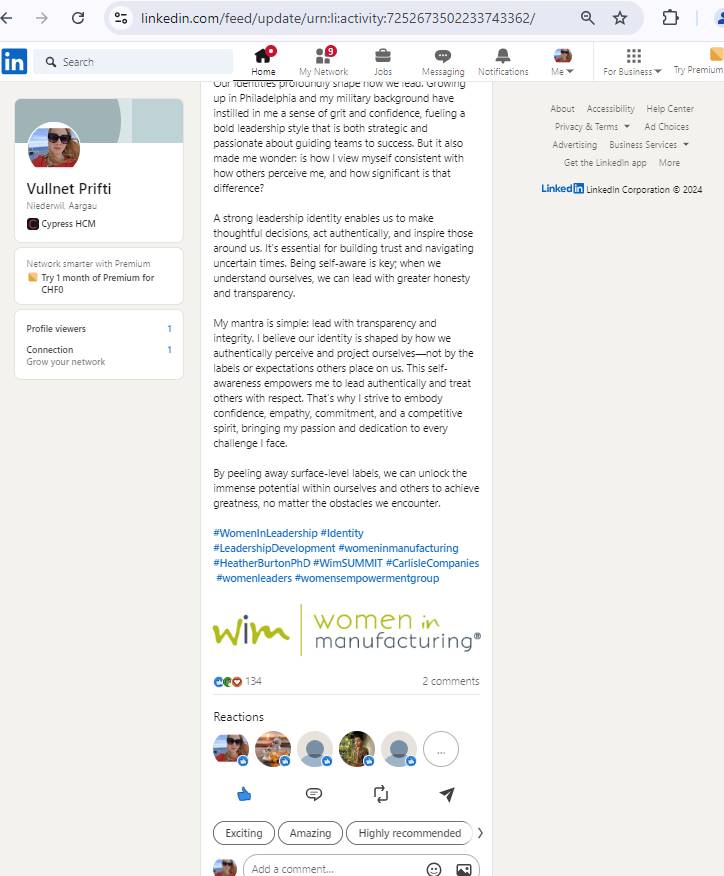 linkedin.com/feed/update/urn:li:activity:7252673502233743362/
in
Search
Home
9
My Network
Jobs
Messaging
Notifications
Me
For Business
Try Premium
Vullnet Prifti
Niederwil, Aargau
Cypress HCM
Network smarter with Premium
Try 1 month of Premium for
CHF0
Profile viewers 1
Connection 1
Grow your network
Our identities profoundly shape how we lead. Growing
up in Philadelphia and my military background have
instilled in me a sense of grit and confidence, fueling a
bold leadership style that is both strategic and
passionate about guiding teams to success. But it also
made me wonder: is how I view myself consistent with
how others perceive me, and how significant is that
difference?
A strong leadership identity enables us to make
thoughtful decisions, act authentically, and inspire those
around us. It's essential for building trust and navigating
uncertain times. Being self-aware is key; when we
understand ourselves, we can lead with greater honesty
and transparency.
My mantra is simple: lead with transparency and
integrity. I believe our identity is shaped by how we
authentically perceive and project ourselves—not by the
labels or expectations others place on us. This self-
awareness empowers me to lead authentically and treat
others with respect. That's why I strive to embody
confidence, empathy, commitment, and a competitive
spirit, bringing my passion and dedication to every
challenge I face.
By peeling away surface-level labels, we can unlock the
immense potential within ourselves and others to achieve
greatness, no matter the obstacles we encounter.
#WomenInLeadership #Identity
#LeadershipDevelopment #womeninmanufacturing
#HeatherBurtonPhD #WimSUMMIT #CarlisleCompanies
#womenleaders #womensempowermentgroup
wim women in
manufacturing®
134 2 comments
Reactions
...
Exciting Amazing Highly recommended
Add a comment...
About Accessibility Help Center
Privacy & Terms Ad Choices
Advertising Business Services
Get the LinkedIn app More
LinkedIn LinkedIn Corporation © 2024